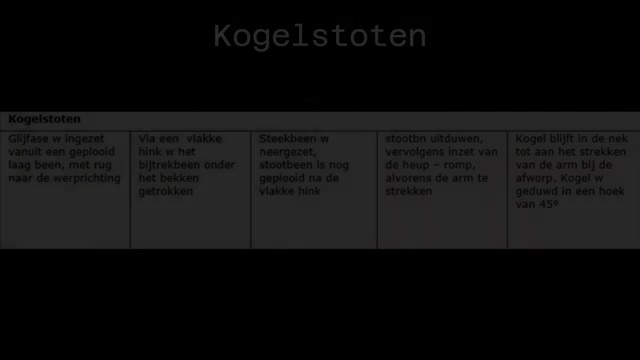 Kogelstoten
Kogelstoten
Glijfase w ingezet
vanuit een geplooid
laag been, met rug
naar de werprichting
Via een vlakke
hink w het
bijtrekbeen onder
het bekken
getrokken
Steekbeen w
neergezet,
stootbeen is nog
geplooid na de
vlakke hink
stootbn uitduwen,
vervolgens inzet van
de heup – romp,
alvorens de arm te
strekken
Kogel blijft in de nek
tot aan het strekken
van de arm bij de
afworp. Kogel w
geduwd in een hoek
van 45º